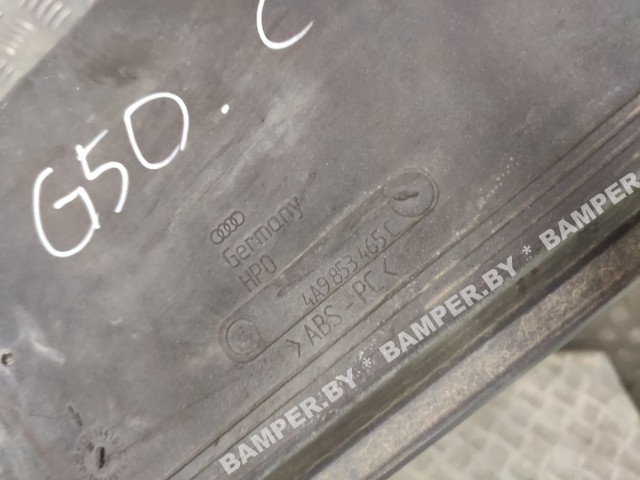 G50. C
Germany
HPO
4A9 853 465 C
>ABS-PC<
BAMPER.BY * BAMPER.BY * BAMPER